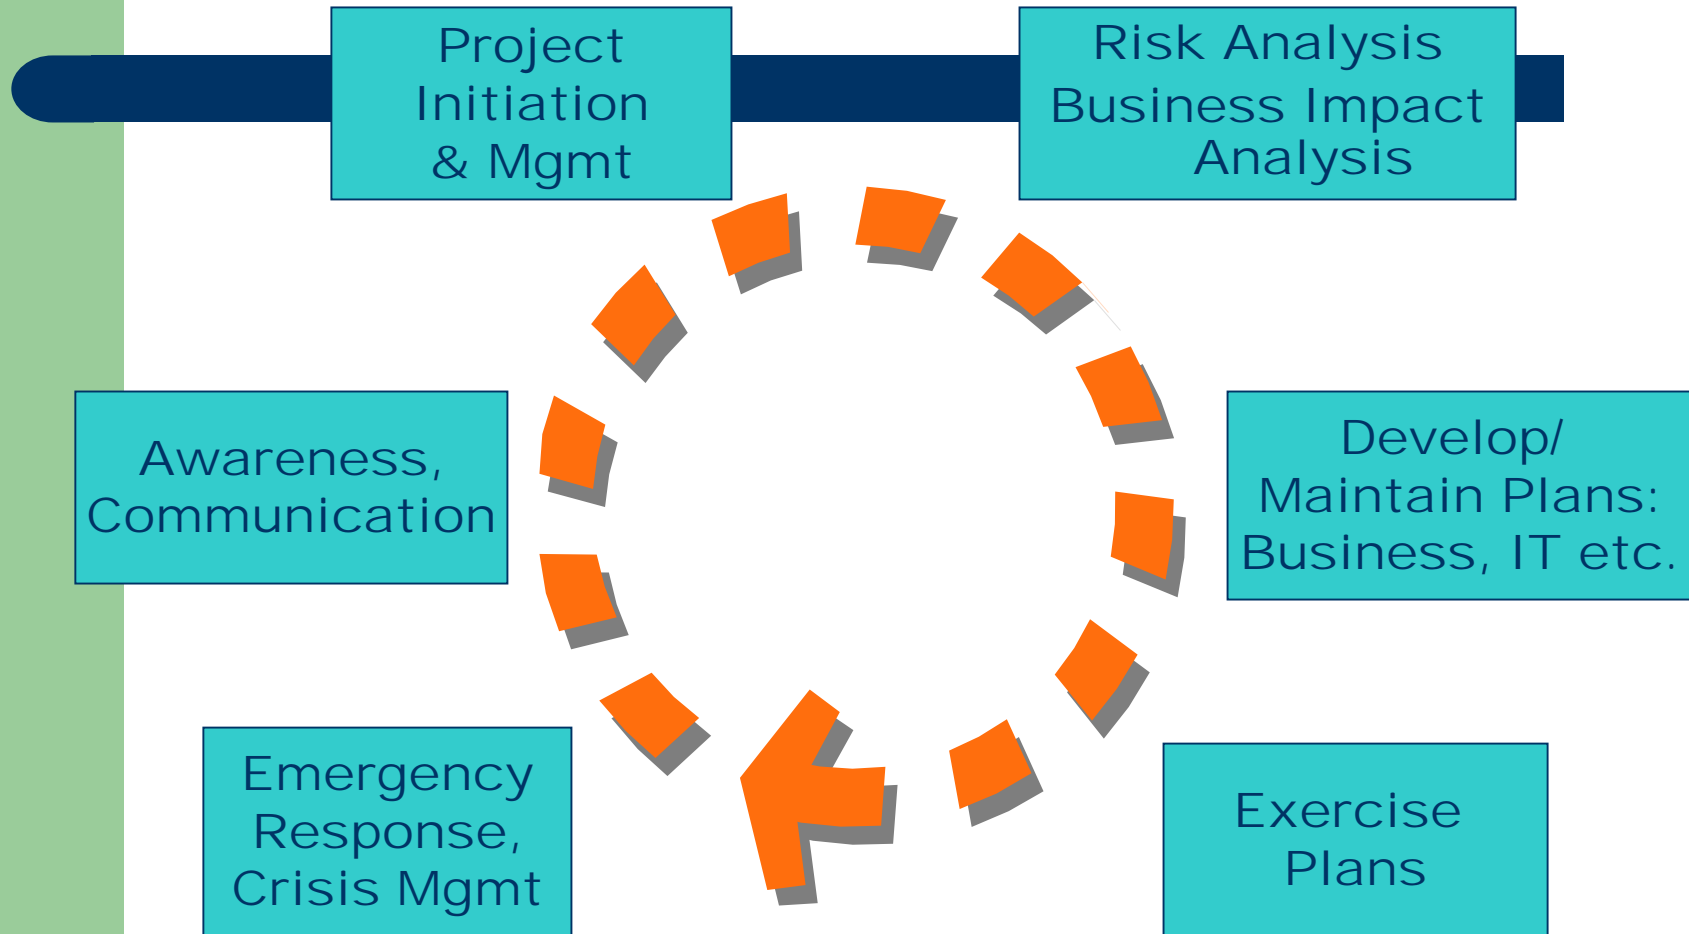 Project
Initiation
& Mgmt
Risk Analysis
Business Impact
Analysis
Awareness,
Communication
Develop/
Maintain Plans:
Business, IT etc.
Emergency
Response,
Crisis Mgmt
Exercise
Plans